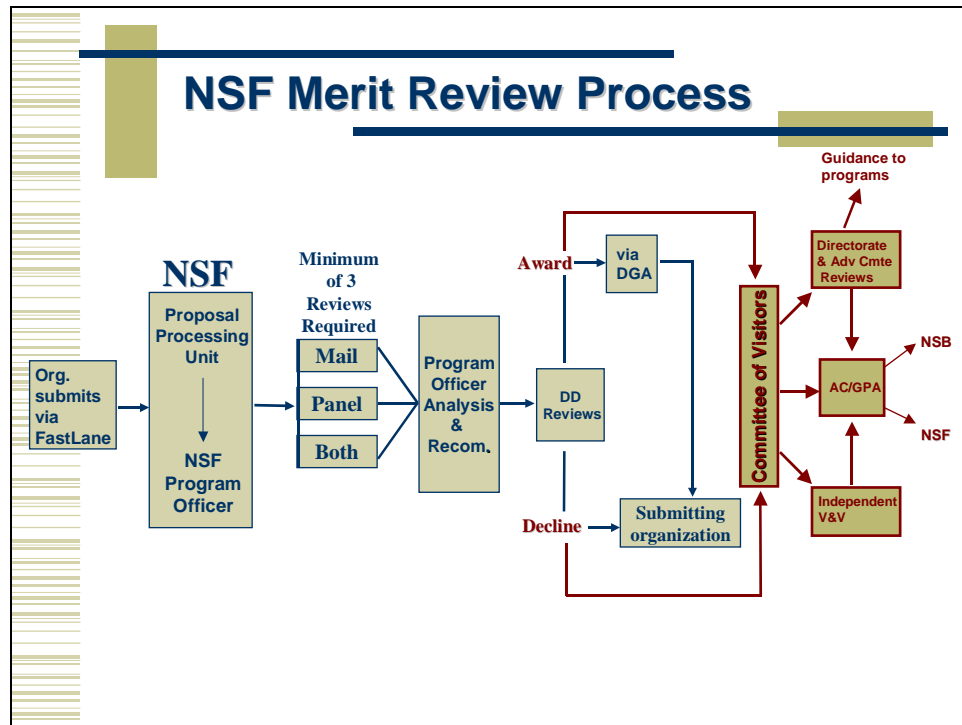 NSF Merit Review Process
Org.
submits
via
FastLane
NSF
Proposal
Processing
Unit
NSF
Program
Officer
Minimum
of 3
Reviews
Required
Mail
Panel
Both
Program
Officer
Analysis
&
Recom.
DD
Reviews
Award
via
DGA
Decline
Submitting
organization
Committee of Visitors
Guidance to
programs
Directorate
& Adv Cmte
Reviews
AC/GPA
NSB
NSF
Independent
V&V